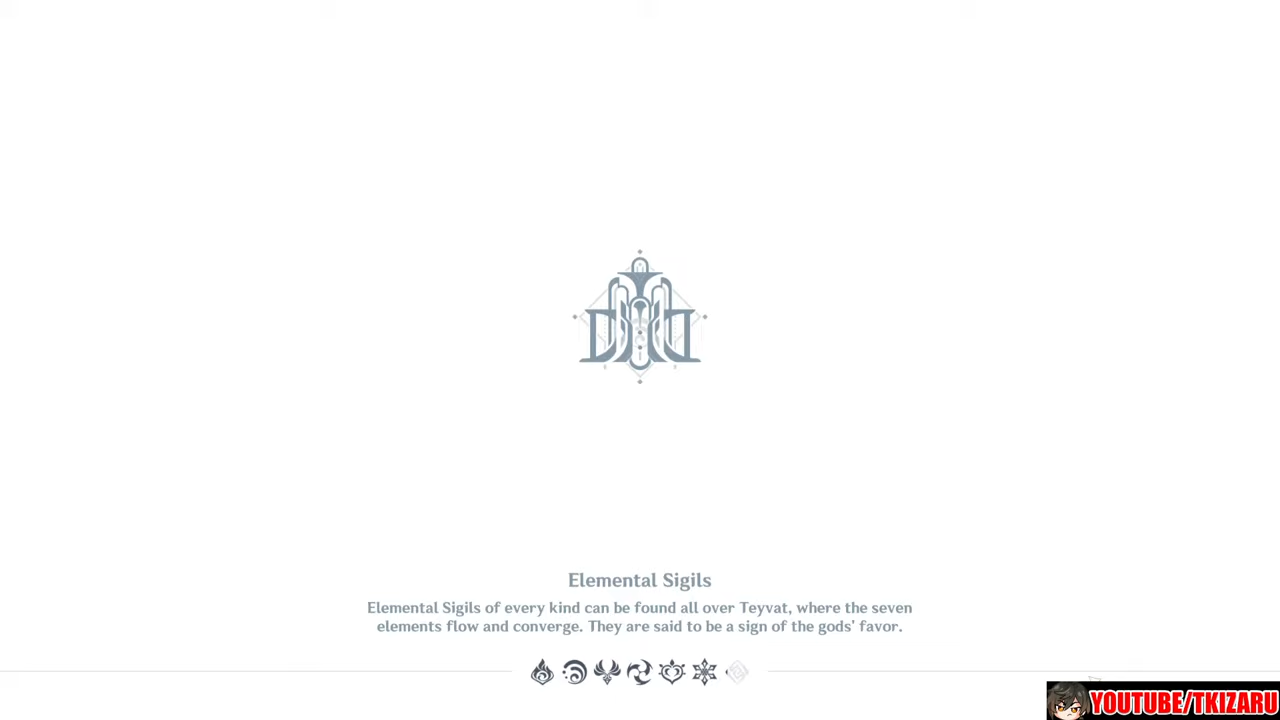 Elemental Sigils
Elemental Sigils of every kind can be found all over Teyvat, where the seven
elements flow and converge. They are said to be a sign of the gods' favor.
YOUTUBE/TKIZARU